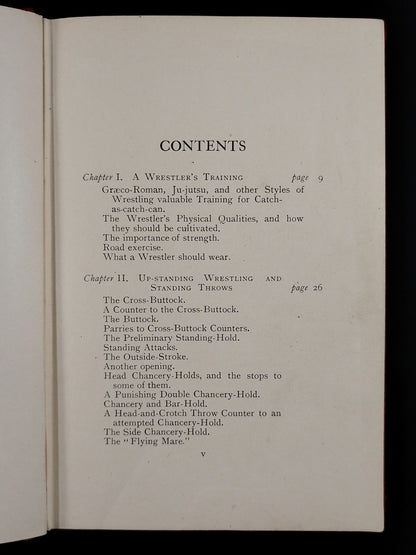 CONTENTS
Chapter I. A WRESTLER'S TRAINING page 9
Græco-Roman, Ju-jutsu, and other Styles of
Wrestling valuable Training for Catch-
as-catch-can.
The Wrestler's Physical Qualities, and how
they should be cultivated.
The importance of strength.
Road exercise.
What a Wrestler should wear.
Chapter II. UP-STANDING WRESTLING AND
STANDING THROWS page 26
The Cross-Buttock.
A Counter to the Cross-Buttock.
The Buttock.
Parries to Cross-Buttock Counters.
The Preliminary Standing-Hold.
Standing Attacks.
The Outside-Stroke.
Another opening.
Head Chancery-Holds, and the stops to
some of them.
A Punishing Double Chancery-Hold.
Chancery and Bar-Hold.
A Head-and-Crotch Throw Counter to an
attempted Chancery-Hold.
The Side Chancery-Hold.
The "Flying Mare."
v